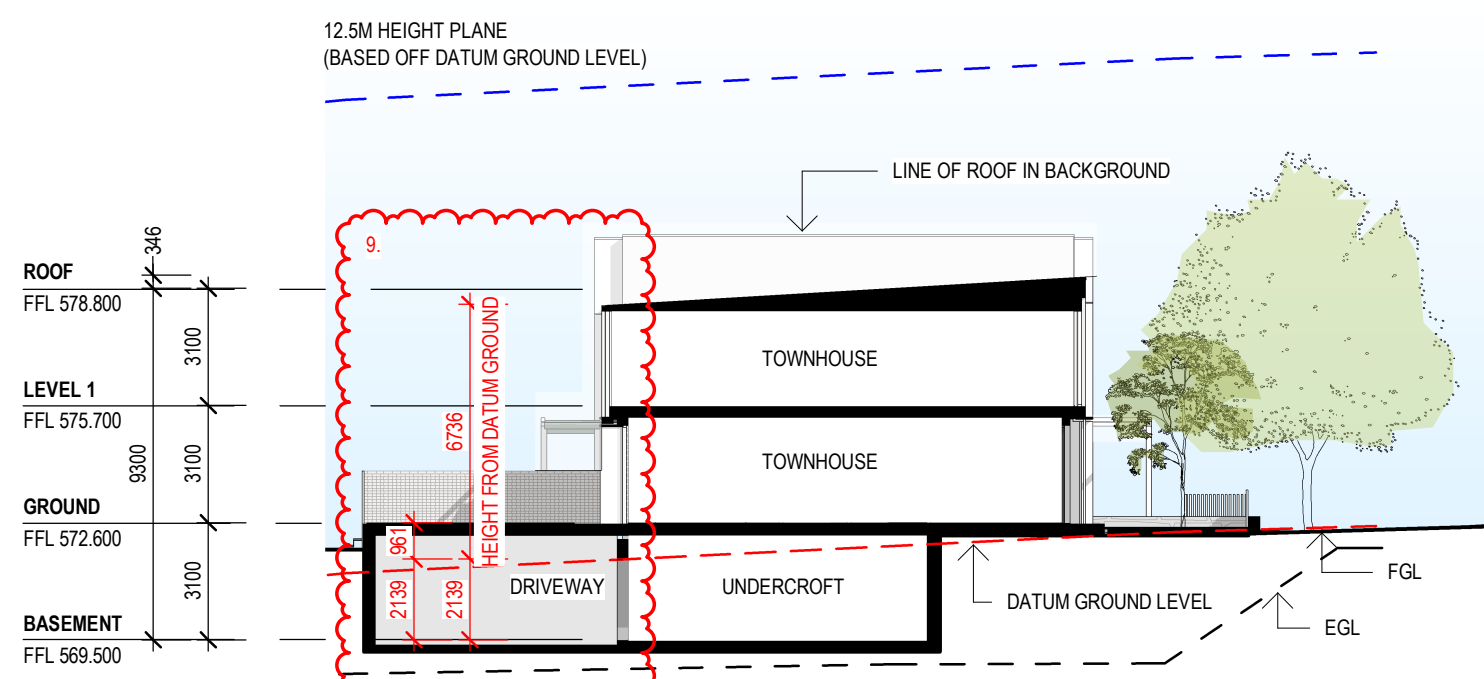 12.5M HEIGHT PLANE
(BASED OFF DATUM GROUND LEVEL)
LINE OF ROOF IN BACKGROUND
9.
346
ROOF
FFL 578.800
3100
HEIGHT FROM DATUM GROUND
6736
TOWNHOUSE
LEVEL 1
FFL 575.700
9300
3100
TOWNHOUSE
GROUND
FFL 572.600
961
3100
2139
2139
DRIVEWAY
UNDERCROFT
DATUM GROUND LEVEL
FGL
EGL
BASEMENT
FFL 569.500